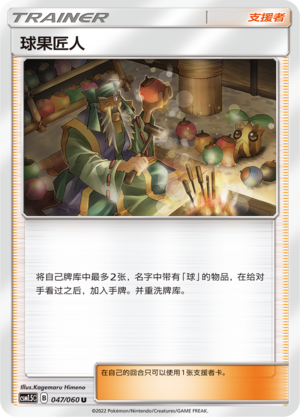 TRAINER
支援者
球果匠人
将自己牌库中最多2张，名字中带有「球」的物品，在给对
手看过之后，加入手牌。并重洗牌库。
Illus.Kagemaru Himeno
在自己的回合只可以使用1张支援者卡。
CSM1.5C B 047/060 U
©2022 Pokémon/Nintendo/Creatures/GAME FREAK.